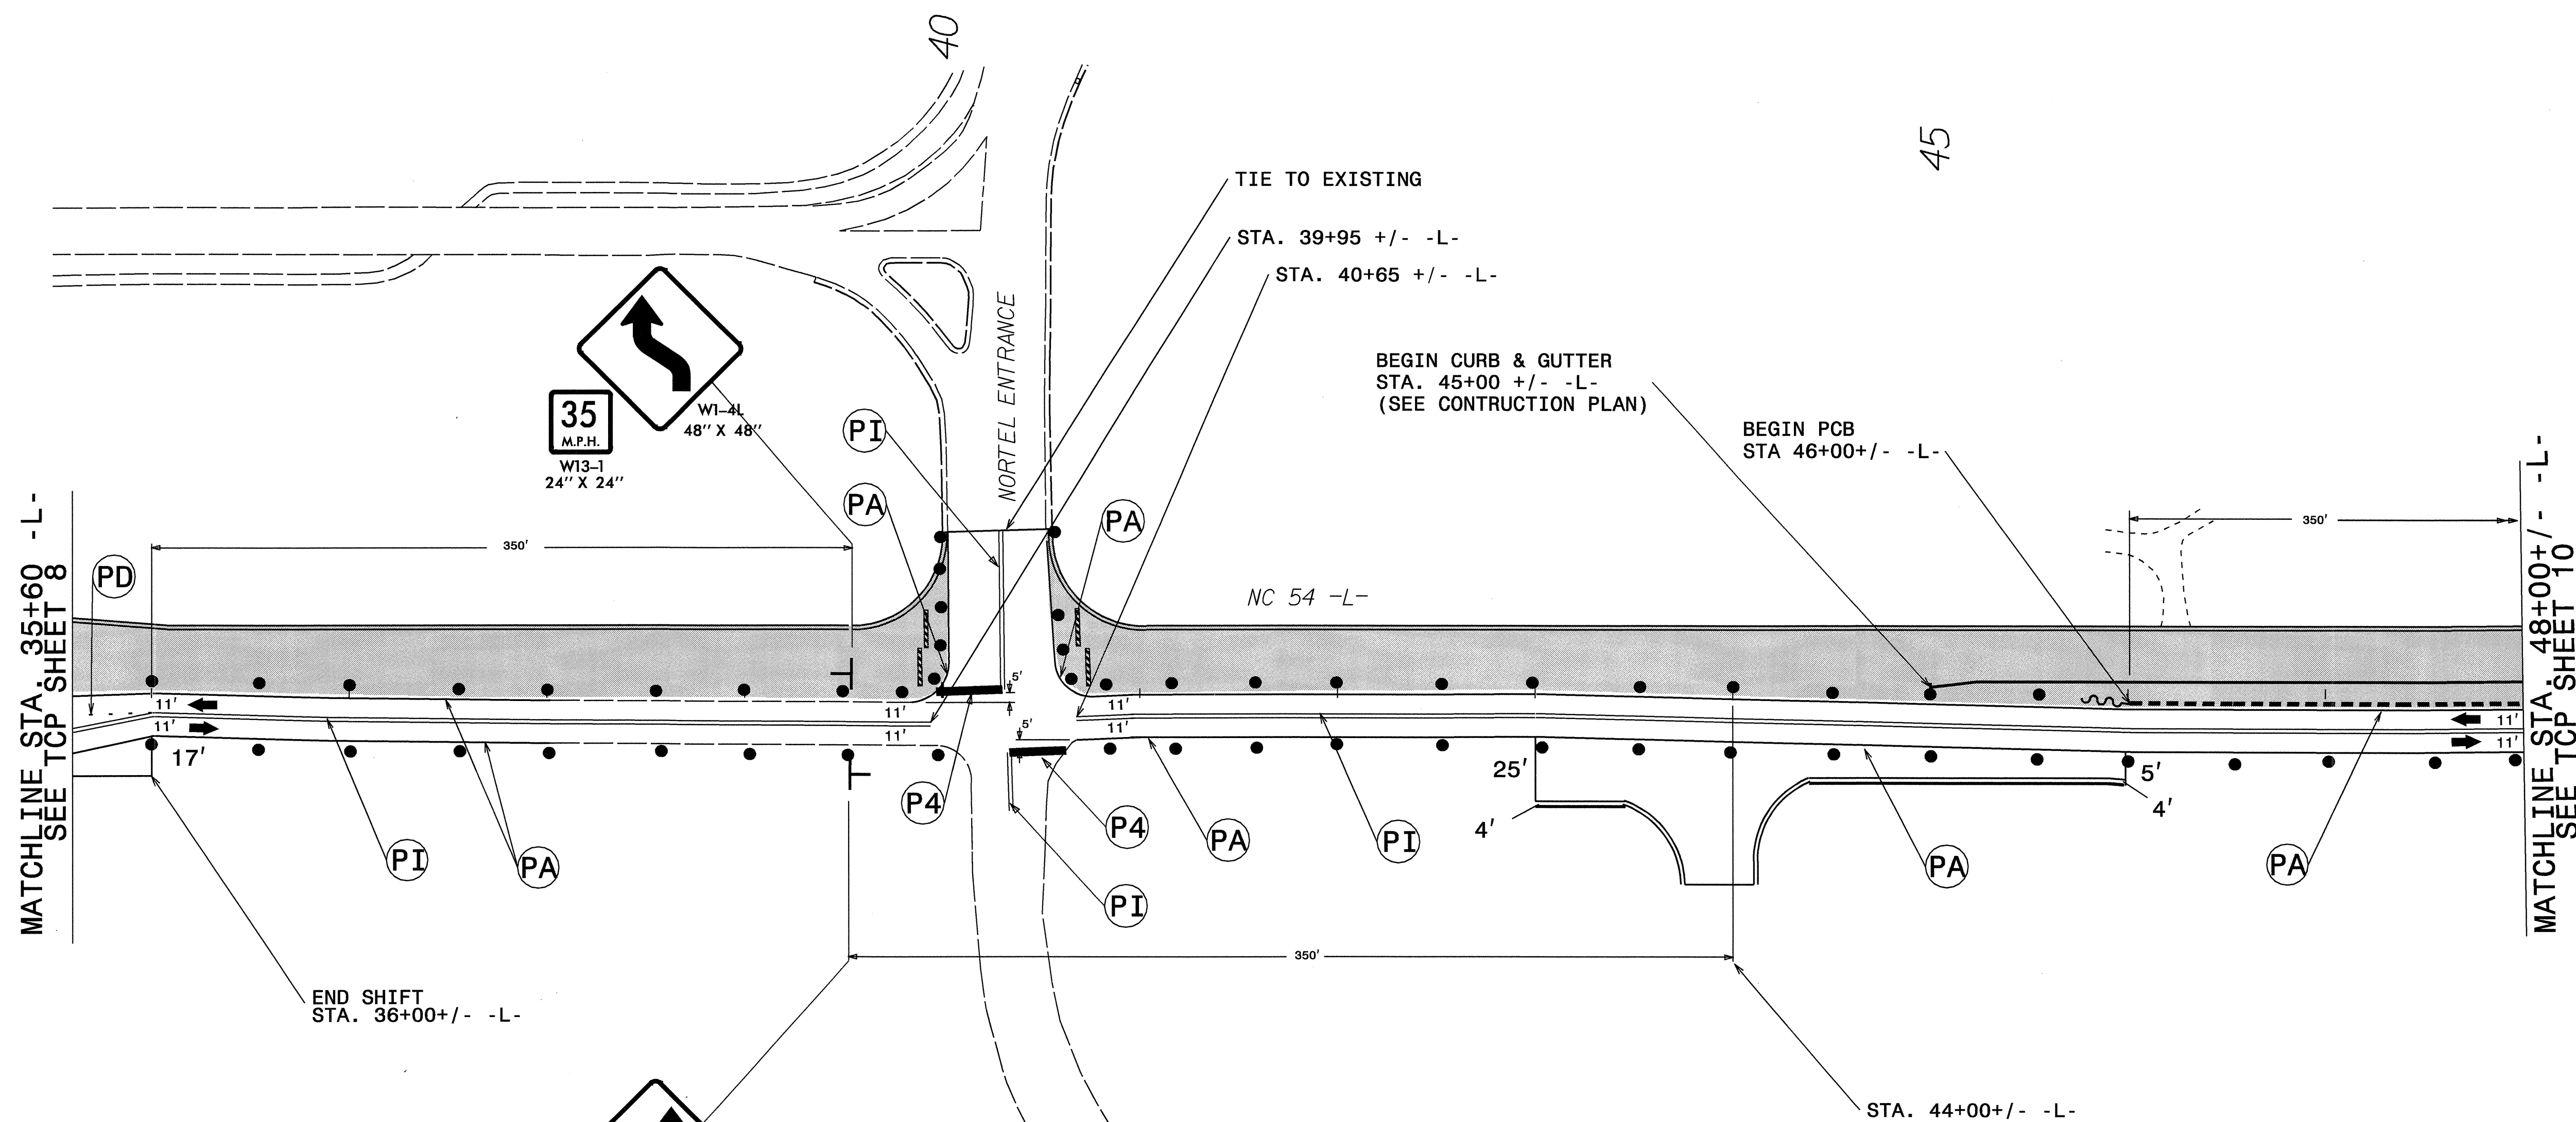 40
45
TIE TO EXISTING
STA. 39+95 +/- -L-
STA. 40+65 +/- -L-
NORTEL ENTRANCE
35
M.P.H.
W13-1
24" X 24"
W1-4L
48" X 48"
PI
PA
PA
BEGIN CURB & GUTTER
STA. 45+00 +/- -L-
(SEE CONTRUCTION PLAN)
BEGIN PCB
STA 46+00+/- -L-
MATCHLINE STA. 35+60 -L-
SEE TCP SHEET 8
PD
350'
350'
NC 54 -L-
MATCHLINE STA. 48+00+/- -L-
SEE TCP SHEET 10
5'
11'
11'
11'
11'
11'
11'
11'
11'
5'
17'
25'
4'
5'
4'
P4
P4
PI
PA
PA
PI
PA
PA
PI
350'
END SHIFT
STA. 36+00+/- -L-
STA. 44+00+/- -L-